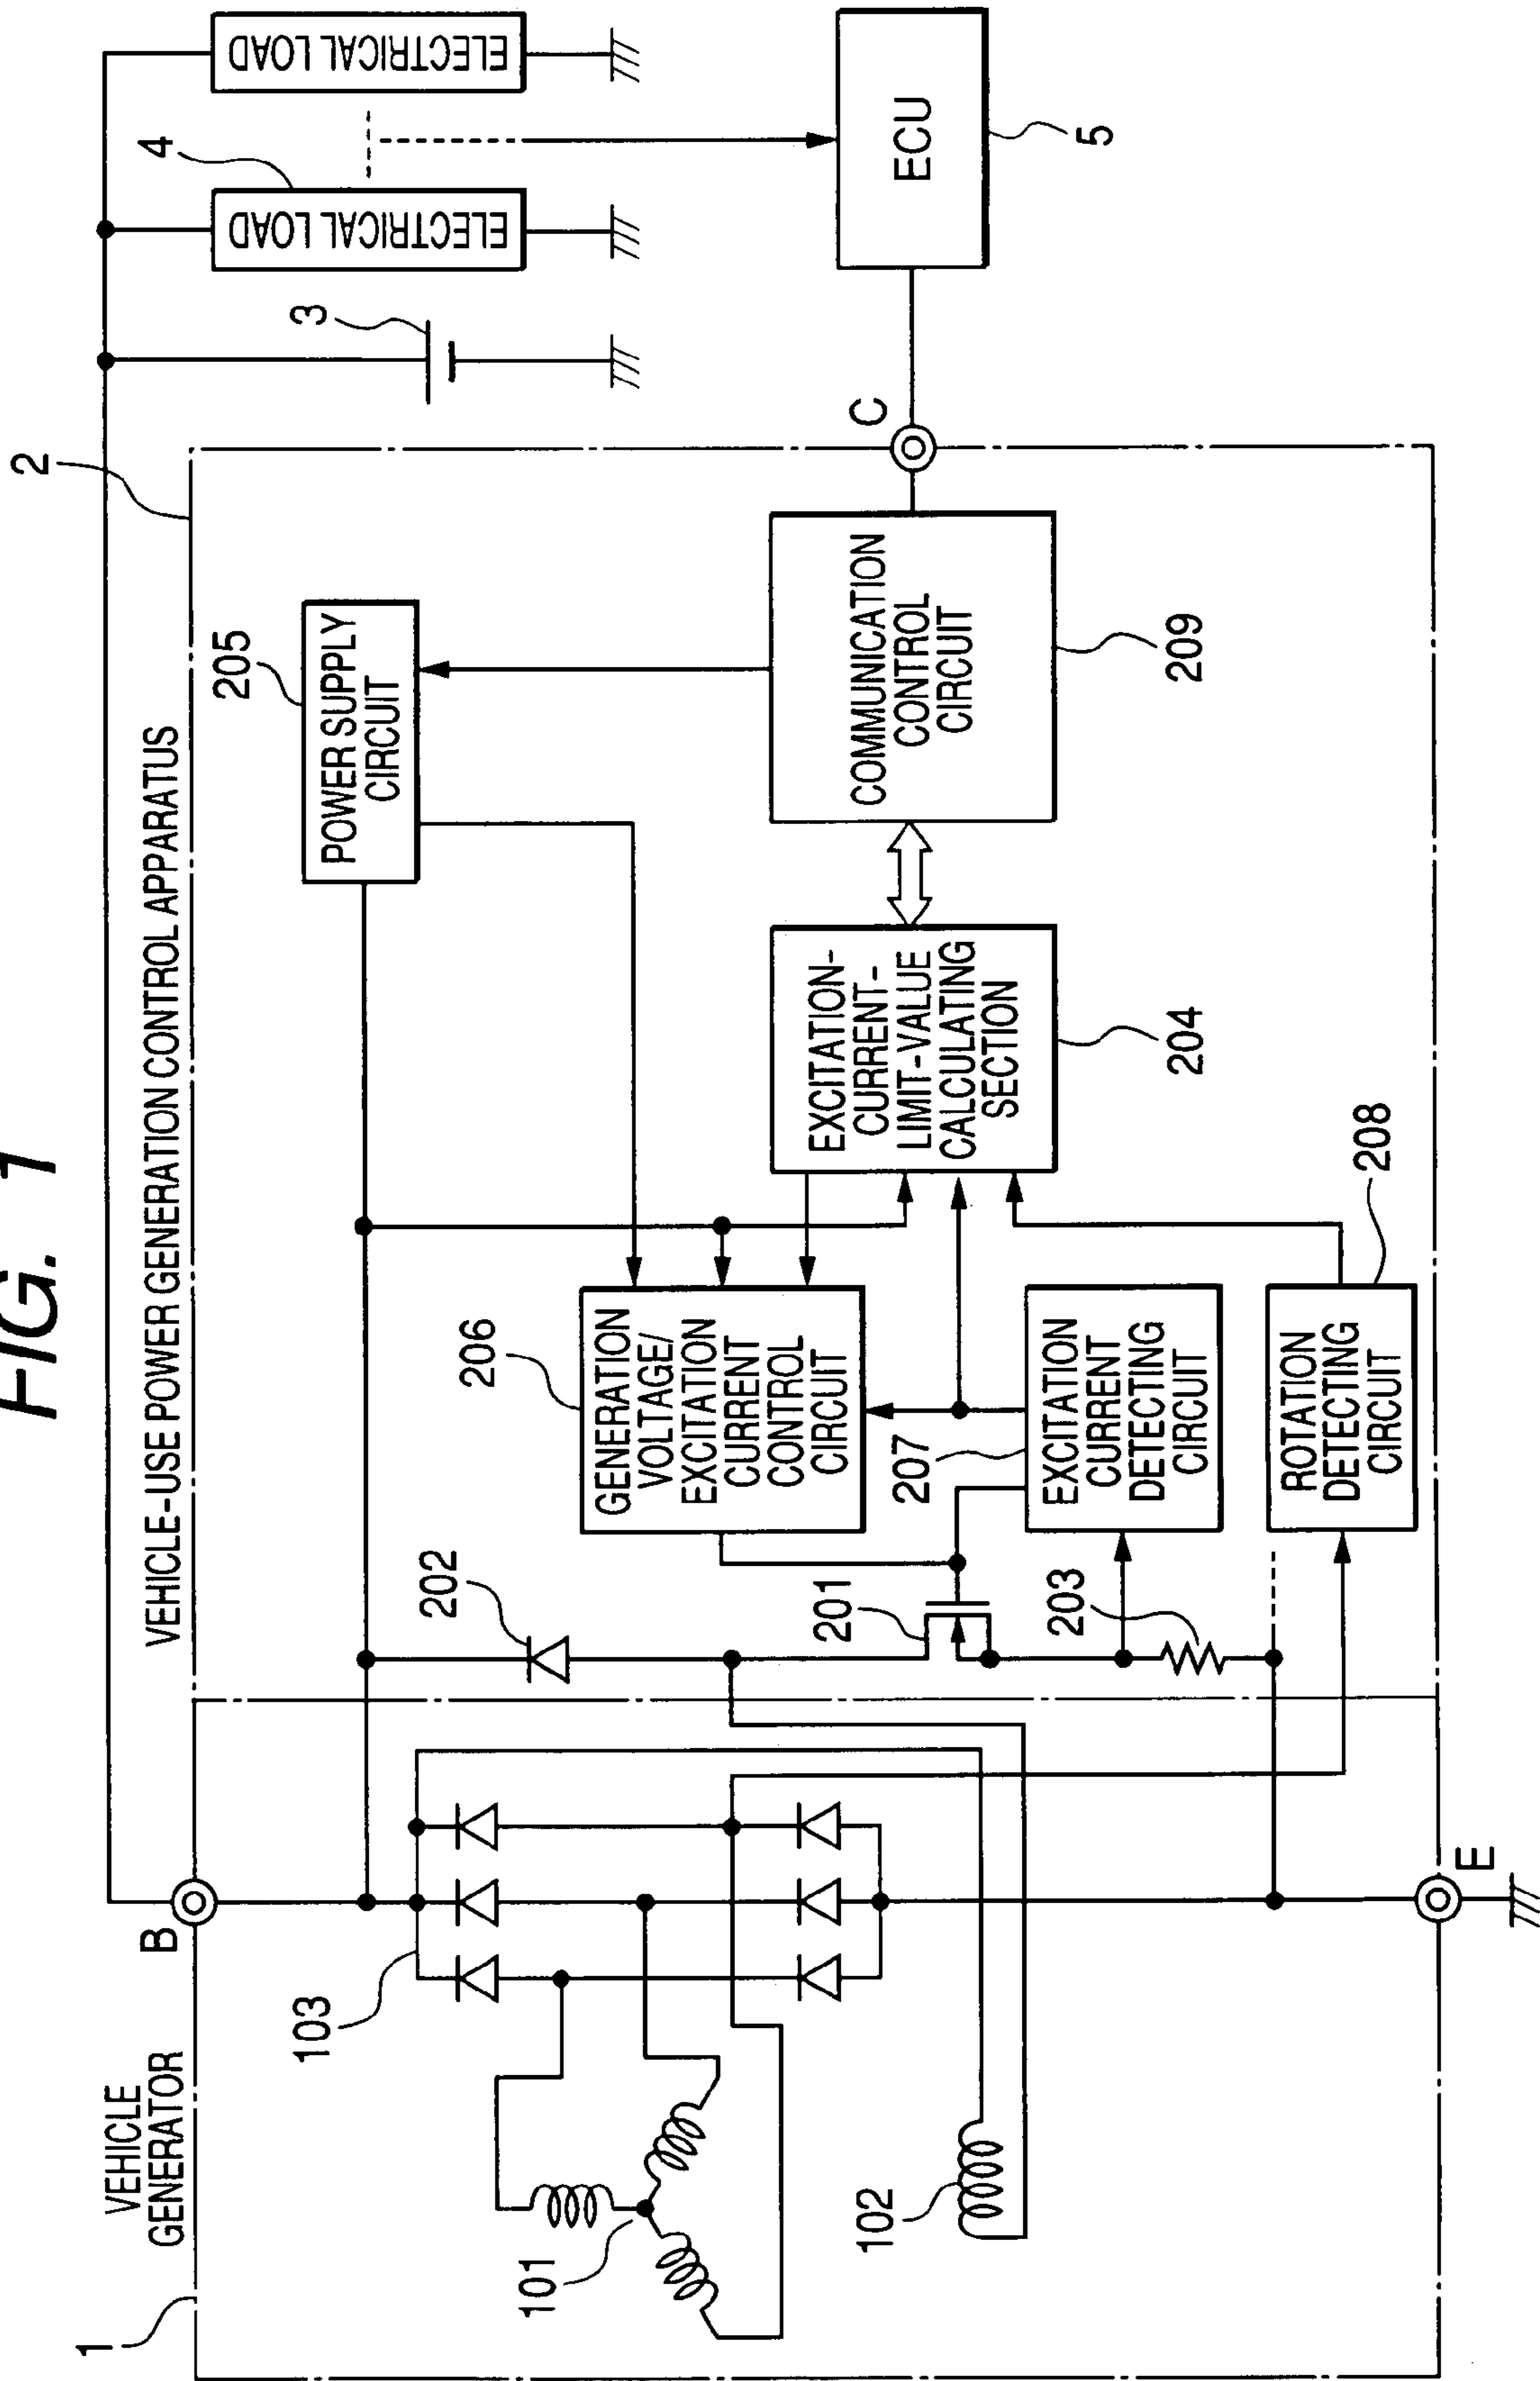 FIG. 1
VEHICLE
GENERATOR
1
B
VEHICLE-USE POWER GENERATION CONTROL APPARATUS
2
3
4
ELECTRICAL LOAD
ELECTRICAL LOAD
103
101
102
202
201
203
206
GENERATION
VOLTAGE/
EXCITATION
CURRENT
CONTROL
CIRCUIT
207
EXCITATION
CURRENT
DETECTING
CIRCUIT
ROTATION
DETECTING
CIRCUIT
208
205
POWER SUPPLY
CIRCUIT
EXCITATION-
CURRENT-
LIMIT-VALUE
CALCULATING
SECTION
204
COMMUNICATION
CONTROL
CIRCUIT
209
C
ECU
5
E